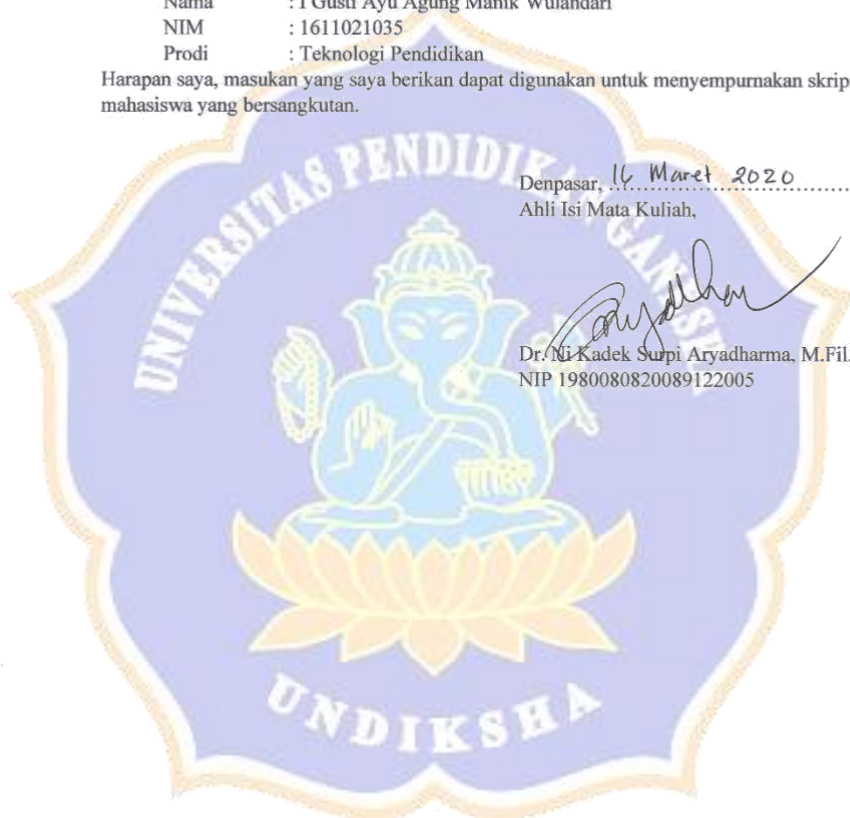 Nama : I Gusti Ayu Agung Manik Wulandari
NIM : 1611021035
Prodi : Teknologi Pendidikan
Harapan saya, masukan yang saya berikan dapat digunakan untuk menyempurnakan skrip
mahasiswa yang bersangkutan.
UNIVERSITAS PENDIDIKAN GANESHA
Denpasar, 16 Maret 2020
Ahli Isi Mata Kuliah,
Dr. Ni Kadek Surpi Aryadharma, M.Fil.
NIP 1980080820089122005
UNDIKSHA